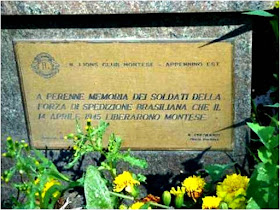 IL LIONS CLUB MONTESE - APPENNINO EST
A PERENNE MEMORIA DEI SOLDATI DELLA
FORZA DI SPEDIZIONE BRASILIANA CHE IL
14 APRILE 1945 LIBERARONO MONTESE.